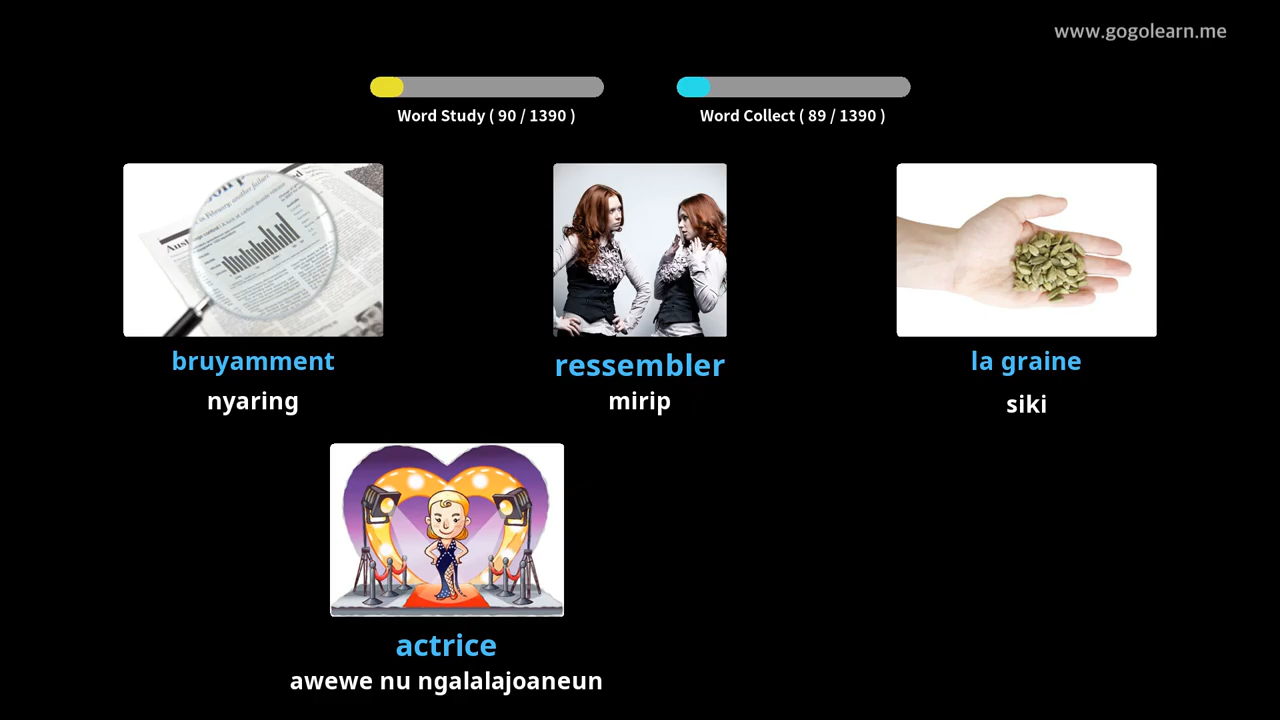 www.gogolearn.me
Word Study ( 90 / 1390 )
Word Collect ( 89 / 1390 )
bruyamment
nyaring
ressembler
mirip
la graine
siki
actrice
awewe nu ngalalajoaneun